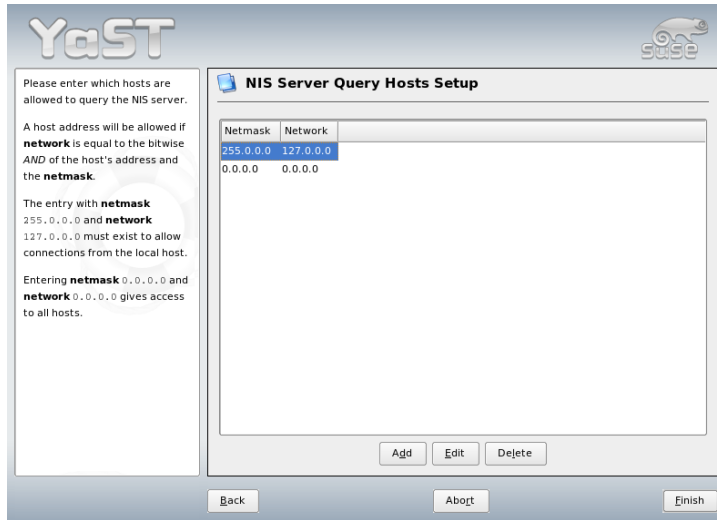 YaST
SUSE
Please enter which hosts are
allowed to query the NIS server.
A host address will be allowed if
network is equal to the bitwise
AND of the host's address and
the netmask.
The entry with netmask
255.0.0.0 and network
127.0.0.0 must exist to allow
connections from the local host.
Entering netmask 0.0.0.0 and
network 0.0.0.0 gives access
to all hosts.
NIS Server Query Hosts Setup
Netmask Network
255.0.0.0 127.0.0.0
0.0.0.0 0.0.0.0
Add Edit Delete
Back Abort Finish